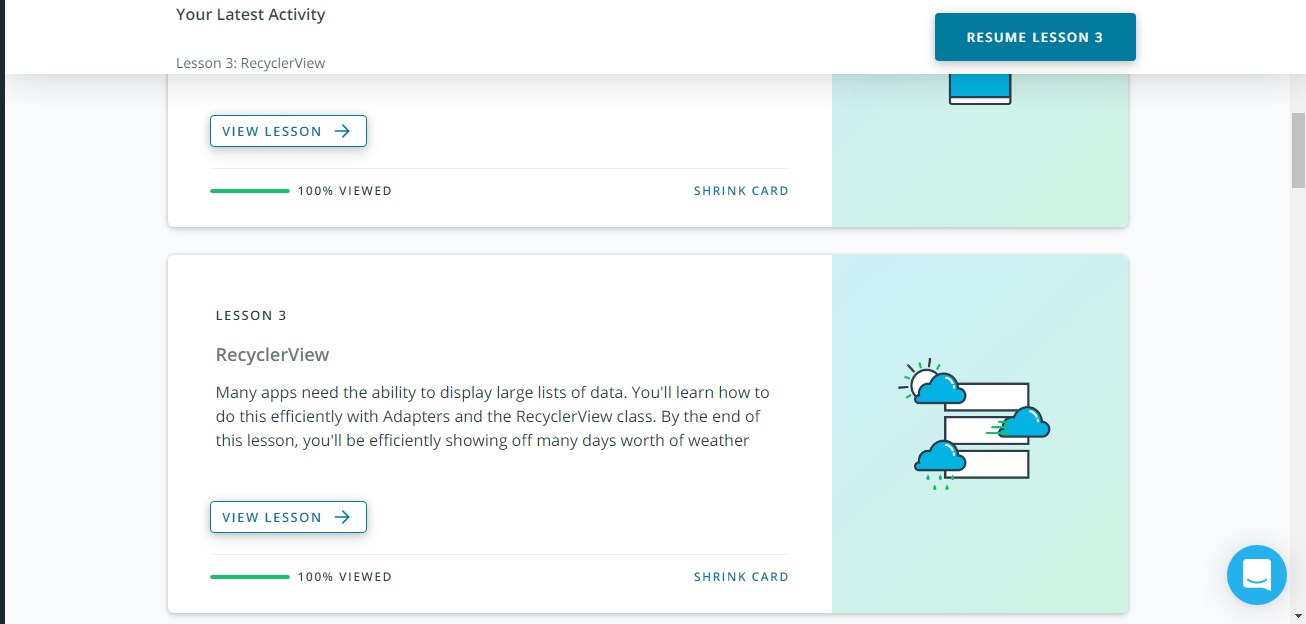 Your Latest Activity
RESUME LESSON 3
Lesson 3: RecyclerView
VIEW LESSON
100% VIEWED
SHRINK CARD
LESSON 3
RecyclerView
Many apps need the ability to display large lists of data. You'll learn how to
do this efficiently with Adapters and the RecyclerView class. By the end of
this lesson, you'll be efficiently showing off many days worth of weather
VIEW LESSON
100% VIEWED
SHRINK CARD